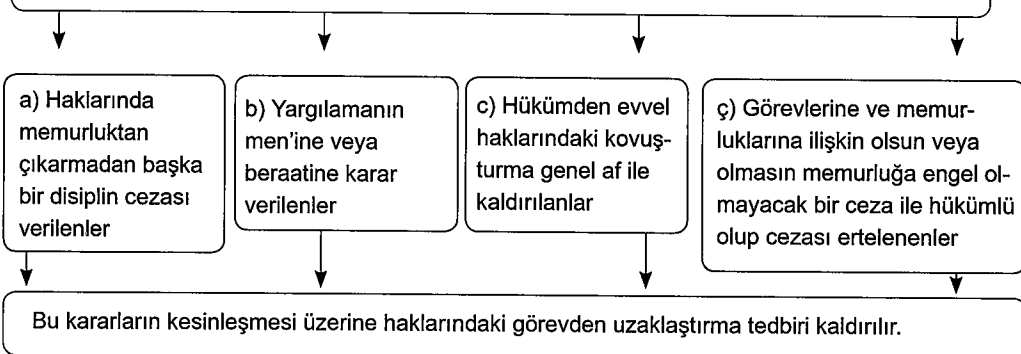 a) Haklarında
memurluktan
çıkarmadan başka
bir disiplin cezası
verilenler
b) Yargılamanın
men'ine veya
beraatine karar
verilenler
c) Hükümden evvel
haklarındaki kovuş-
turma genel af ile
kaldırılanlar
ç) Görevlerine ve memur-
luklarına ilişkin olsun veya
olmasın memurluğa engel ol-
mayacak bir ceza ile hükümlü
olup cezası ertelenenler
Bu kararların kesinleşmesi üzerine haklarındaki görevden uzaklaştırma tedbiri kaldırılır.